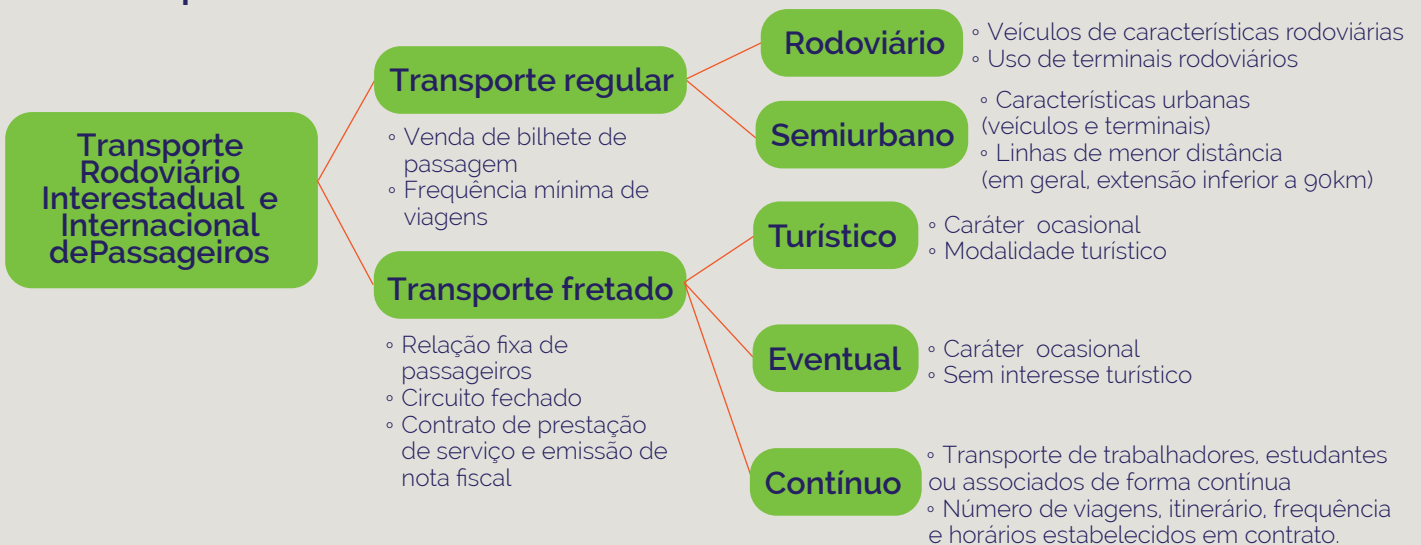 Transporte
Rodoviário
Interestadual e
Internacional
dePassageiros
Transporte regular
◦ Venda de bilhete de
passagem
◦ Frequência mínima de
viagens
Rodoviário
◦ Veículos de características rodoviárias
◦ Uso de terminais rodoviários
Semiurbano
◦ Características urbanas
(veículos e terminais)
◦ Linhas de menor distância
(em geral, extensão inferior a 90km)
Transporte fretado
◦ Relação fixa de
passageiros
◦ Circuito fechado
◦ Contrato de prestação
de serviço e emissão de
nota fiscal
Turístico
◦ Caráter ocasional
◦ Modalidade turístico
Eventual
◦ Caráter ocasional
◦ Sem interesse turístico
Contínuo
◦ Transporte de trabalhadores, estudantes
ou associados de forma contínua
◦ Número de viagens, itinerário, frequência
e horários estabelecidos em contrato.